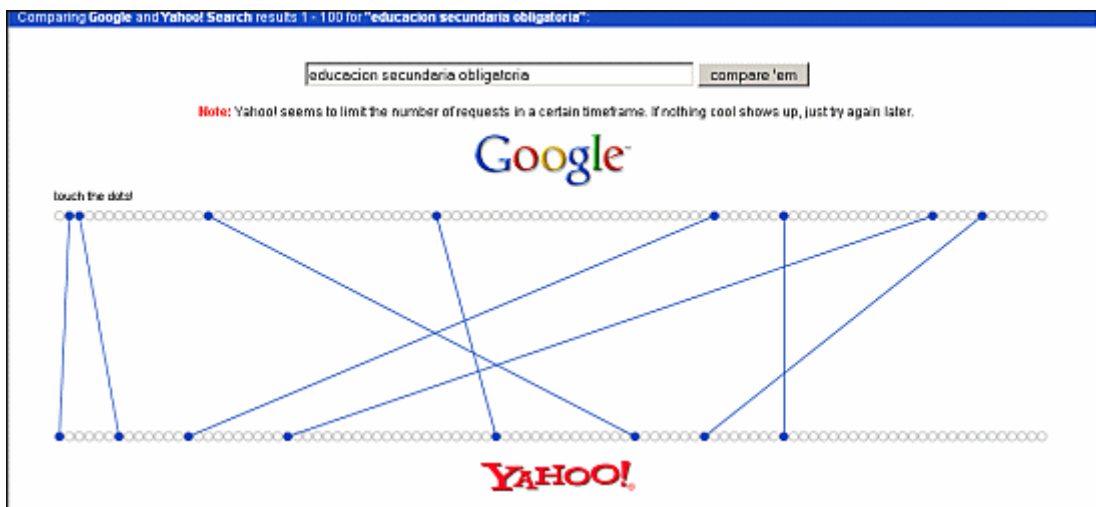 Comparing Google and Yahoo! Search results 1 - 100 for "educacion secundaria obligatoria":
educacion secundaria obligatoria compare 'em
Note: Yahoo! seems to limit the number of requests in a certain timeframe. If nothing cool shows up, just try again later.
Google
touch the dots!
YAHOO!